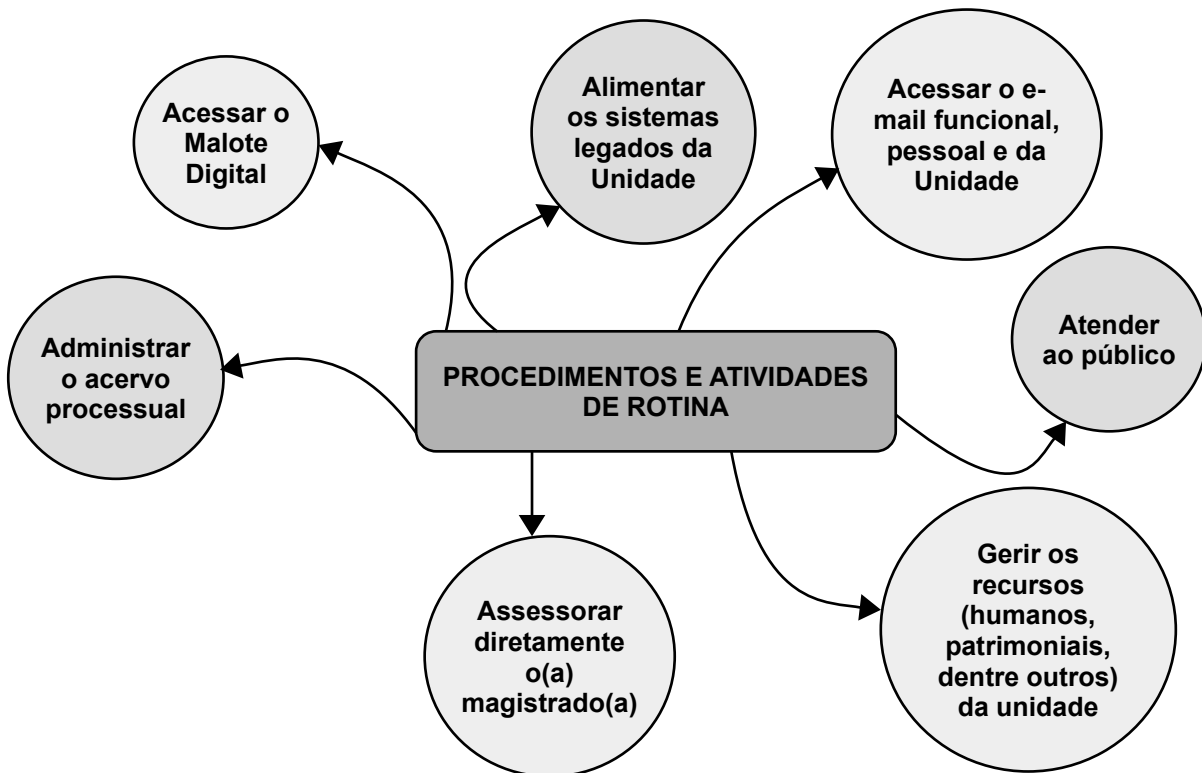 Acessar o
Malote
Digital
Alimentar
os sistemas
legados da
Unidade
Acessar o e-
mail funcional,
pessoal e da
Unidade
Administrar
o acervo
processual
PROCEDIMENTOS E ATIVIDADES
DE ROTINA
Atender
ao público
Assessorar
diretamente
o(a)
magistrado(a)
Gerir os
recursos
(humanos,
patrimoniais,
dentre outros)
da unidade